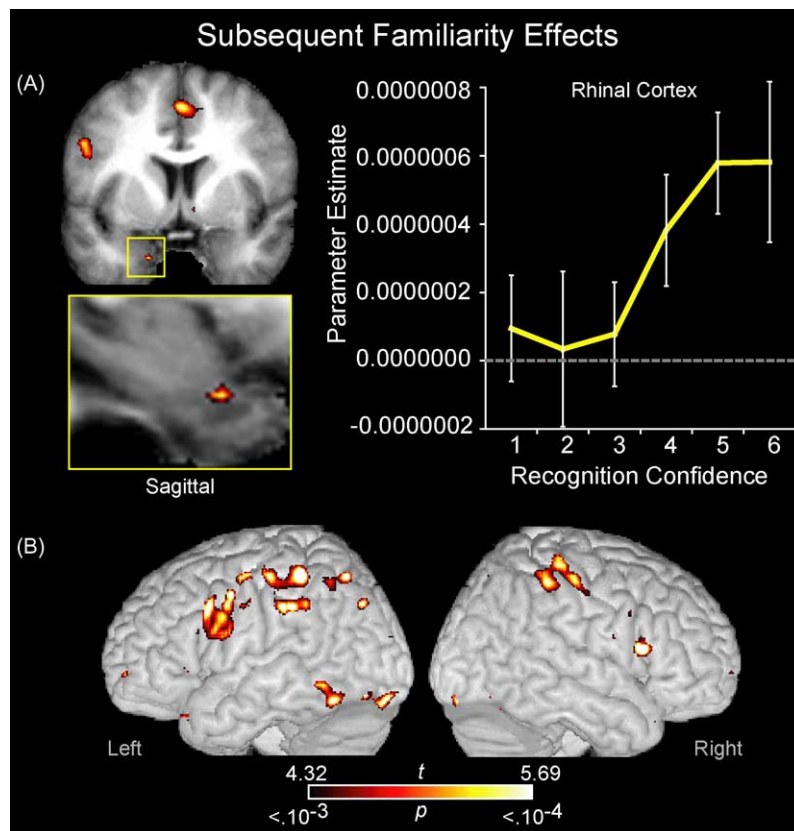 Subsequent Familiarity Effects
(A)
Rhinal Cortex
Parameter Estimate
0.0000008
0.0000006
0.0000004
0.0000002
0.0000000
-0.0000002
1 2 3 4 5 6
Recognition Confidence
Sagittal
(B)
Left
Right
4.32 t 5.69
<.10-3 p <.10-4